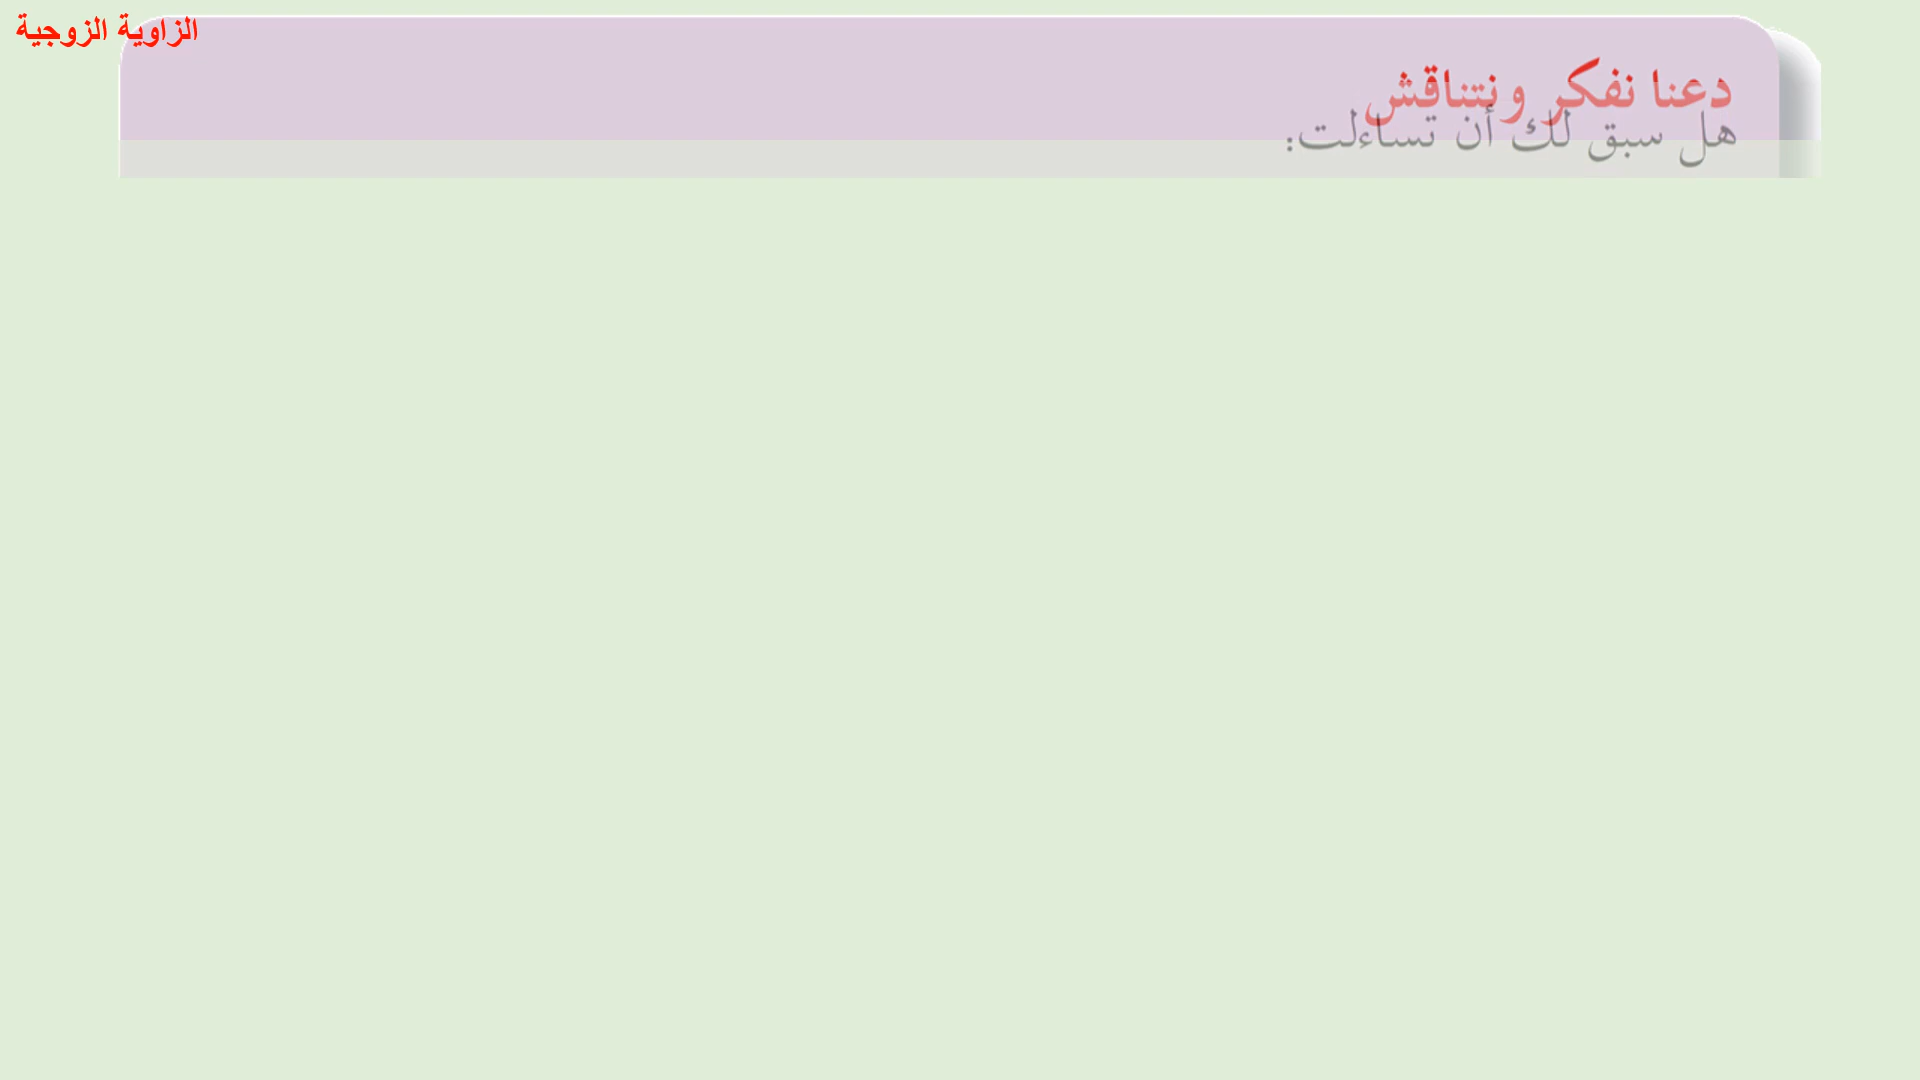 الزاوية الزوجية
دعنا نفكر ونتناقش
هل سبق لك أن تساءلت: